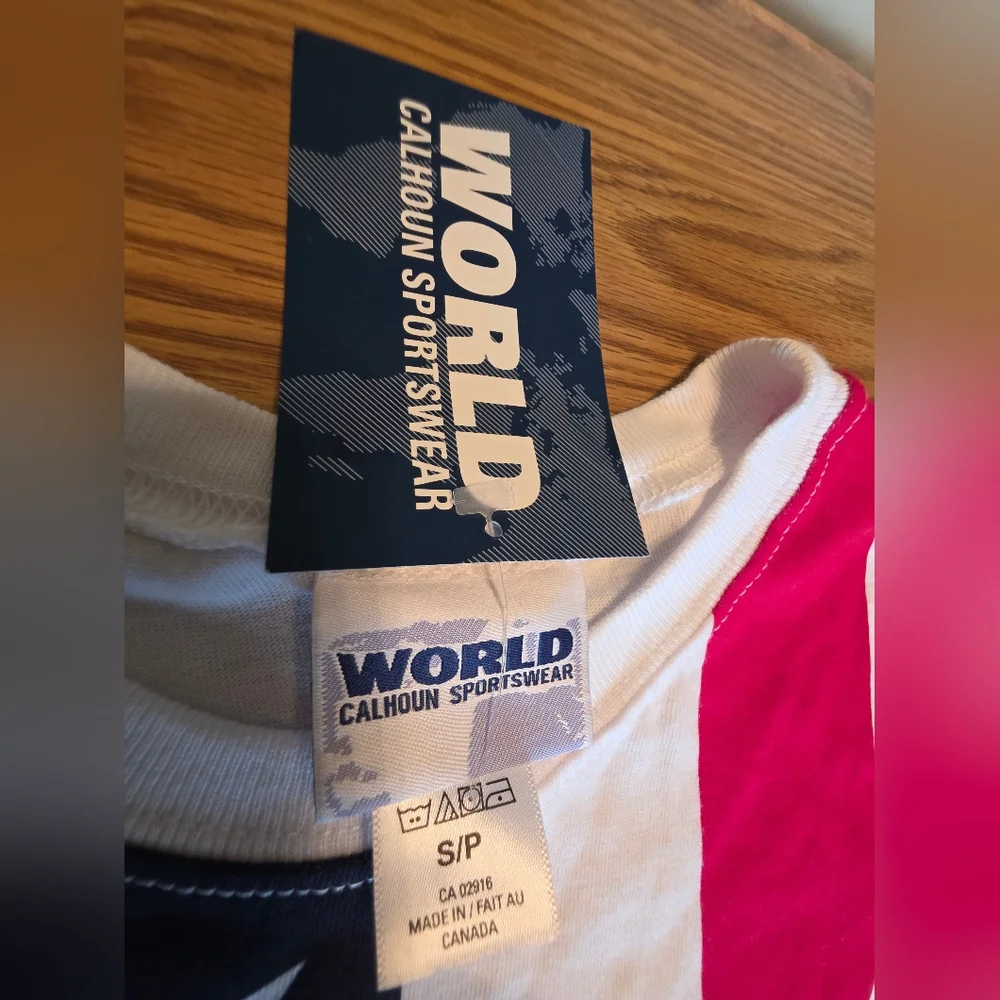 WORLD
CALHOUN SPORTSWEAR
WORLD
CALHOUN SPORTSWEAR
S/P
CA 02916
MADE IN / FAIT AU
CANADA